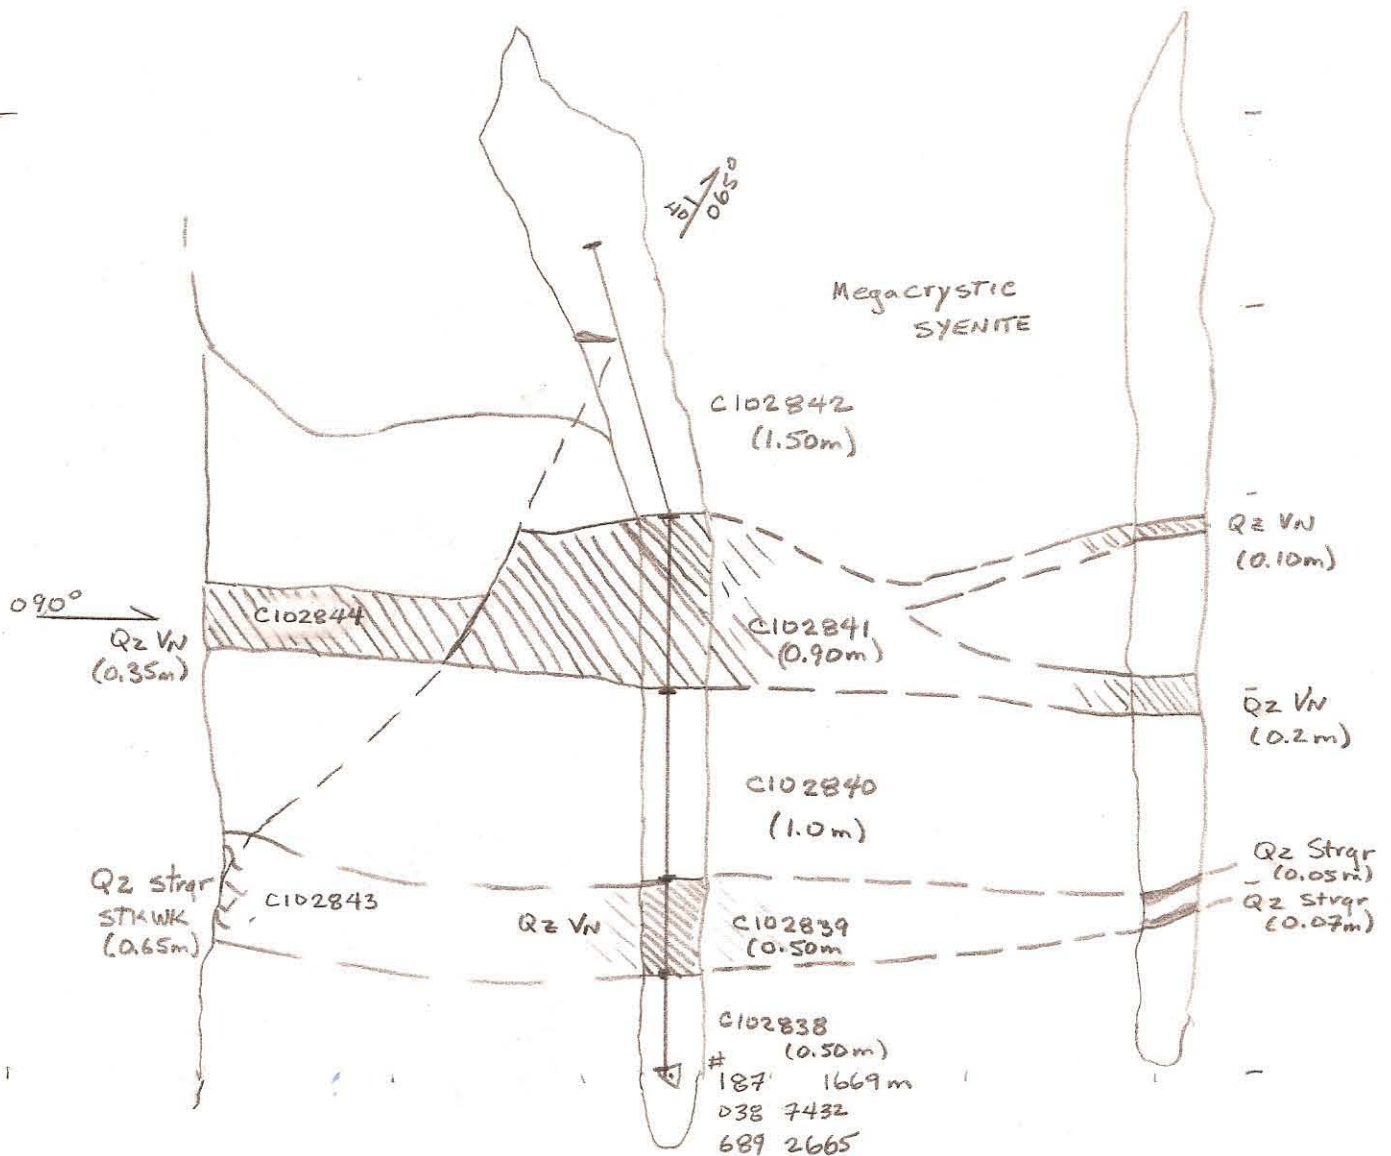 40
065°
Megacrystic
SYENITE
C102842
(1.50m)
Qz VN
(0.10m)
090°
Qz VN
(0.35m)
C102844
C102841
(0.90m)
Qz VN
(0.2m)
C102840
(1.0m)
Qz Strgr
(0.05m)
Qz Strgr
(0.07m)
Qz strgr
STKWK
(0.65m)
C102843
Qz VN
C102839
(0.50m
C102838
(0.50m)
#
187 1669m
038 7432
689 2665